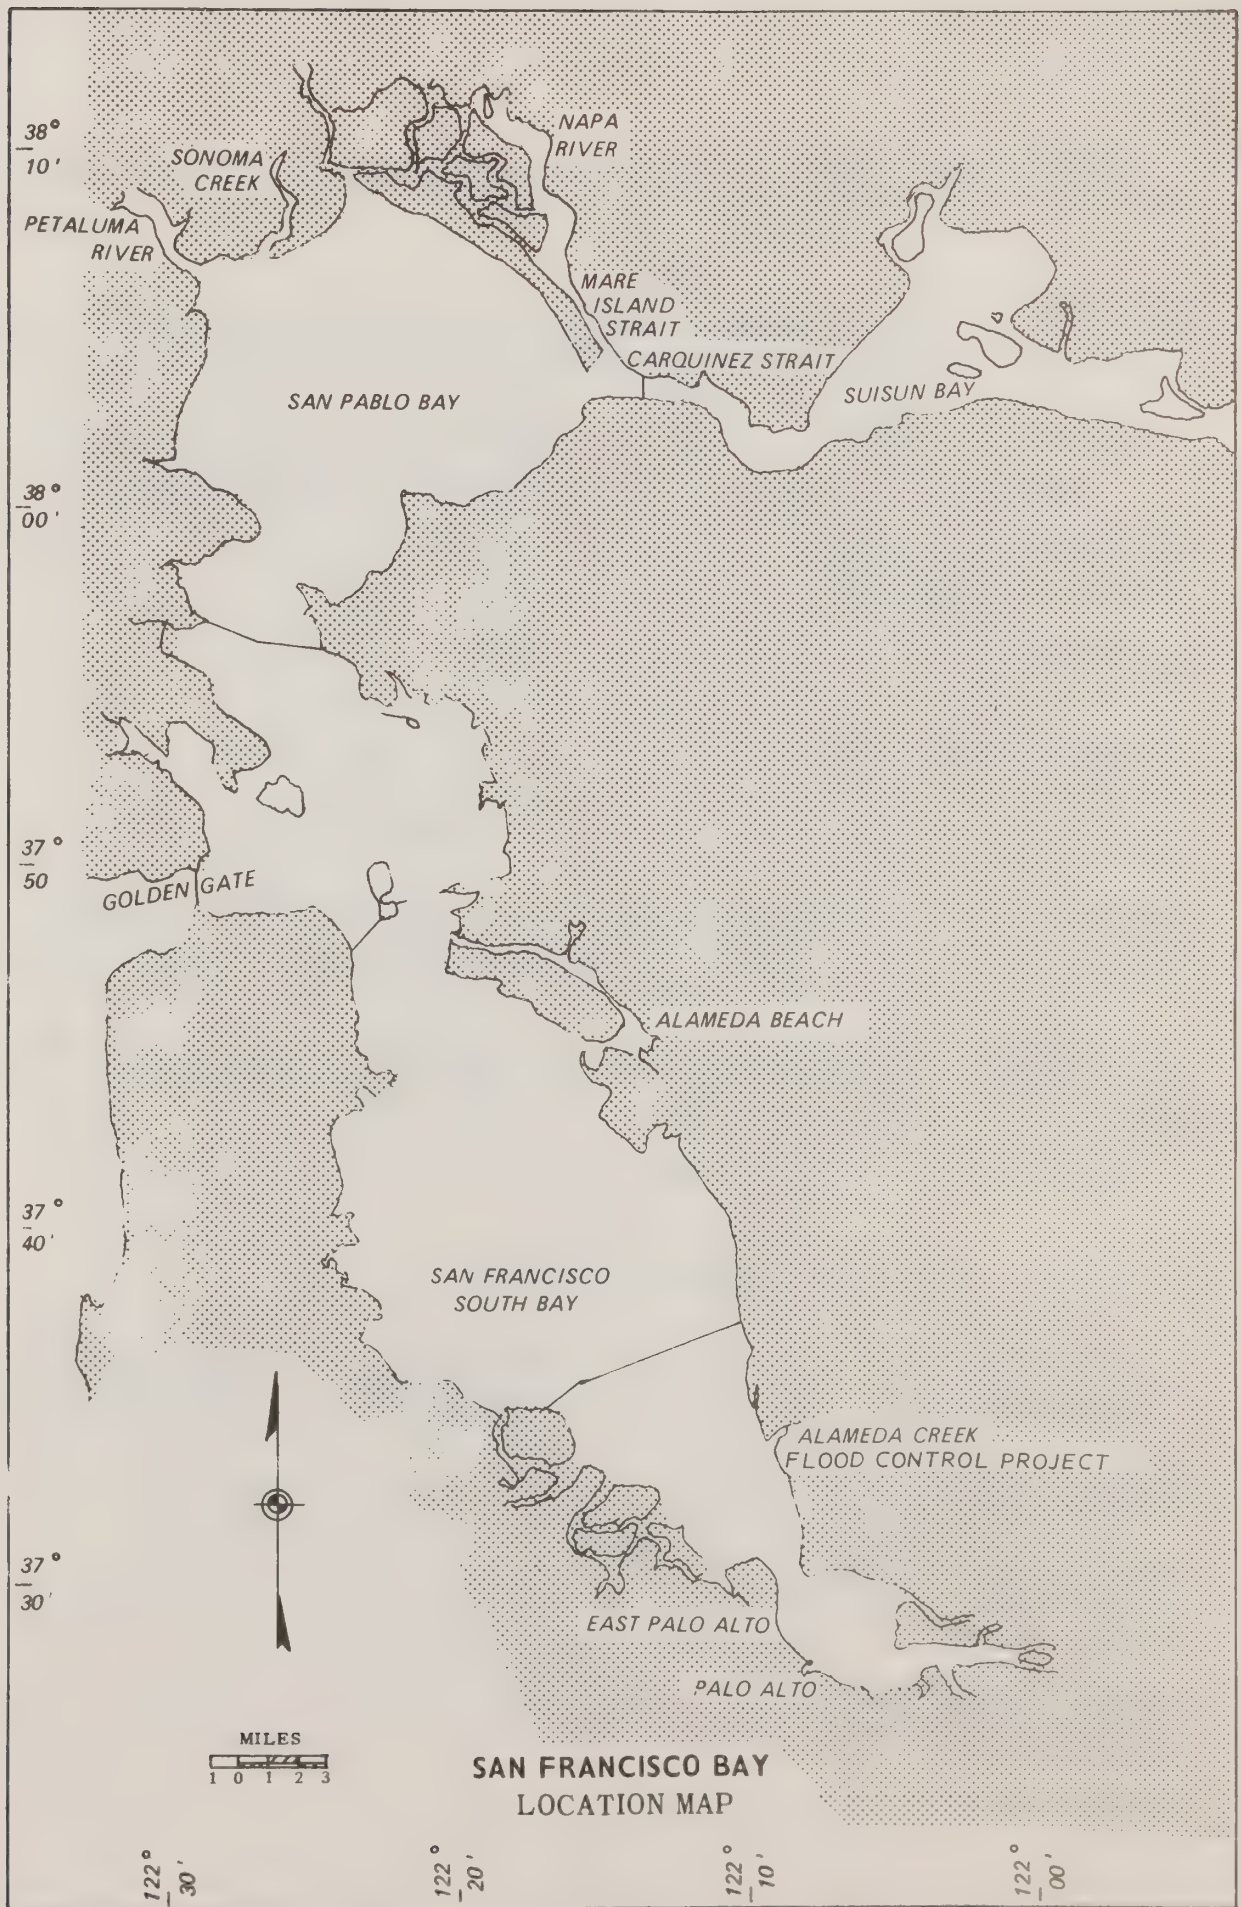 38°
10'
NAPA
RIVER
SONOMA
CREEK
PETALUMA
RIVER
MARE
ISLAND
STRAIT
CARQUINEZ STRAIT
SUISUN BAY
SAN PABLO BAY
38°
00'
37°
50
GOLDEN GATE
ALAMEDA BEACH
37°
40'
SAN FRANCISCO
SOUTH BAY
ALAMEDA CREEK
FLOOD CONTROL PROJECT
37°
30'
EAST PALO ALTO
PALO ALTO
MILES
1 0 1 2 3
SAN FRANCISCO BAY
LOCATION MAP
122°
30'
122°
20'
122°
10'
122°
00'